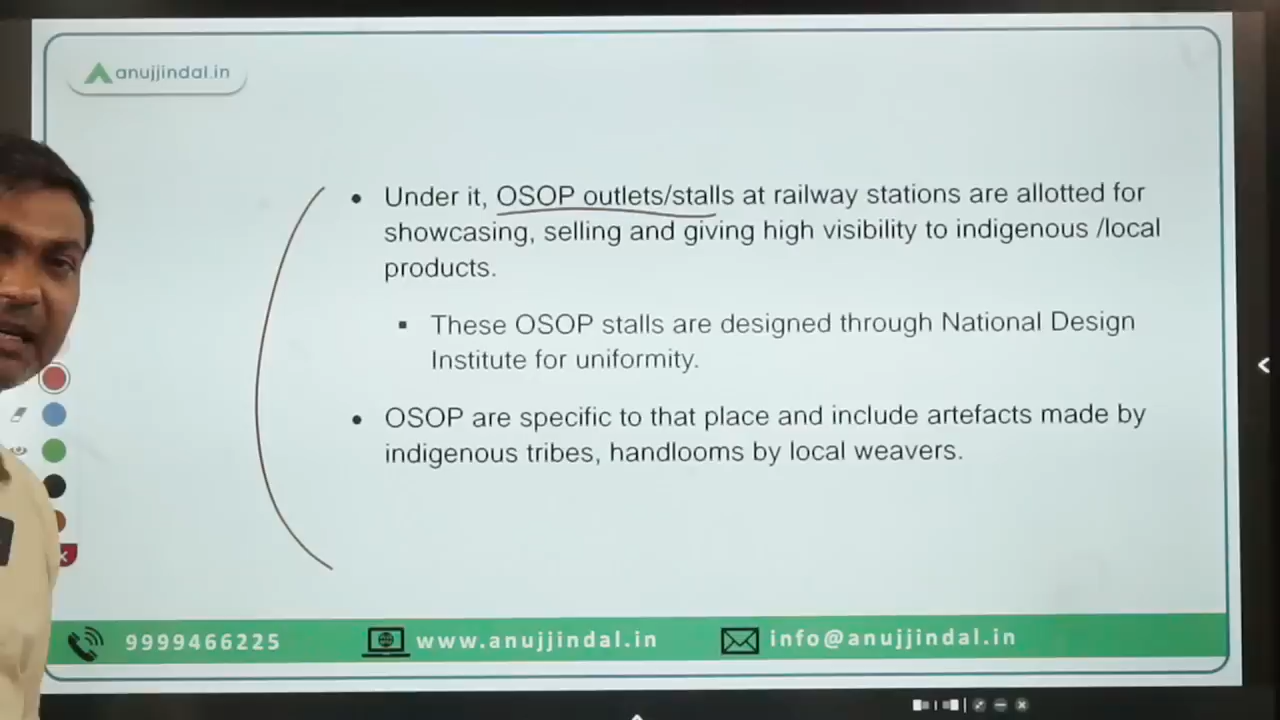 anujjindal.in
• Under it, OSOP outlets/stalls at railway stations are allotted for
showcasing, selling and giving high visibility to indigenous /local
products.
▪ These OSOP stalls are designed through National Design
Institute for uniformity.
• OSOP are specific to that place and include artefacts made by
indigenous tribes, handlooms by local weavers.
9999466225 www.anujjindal.in info@anujjindal.in